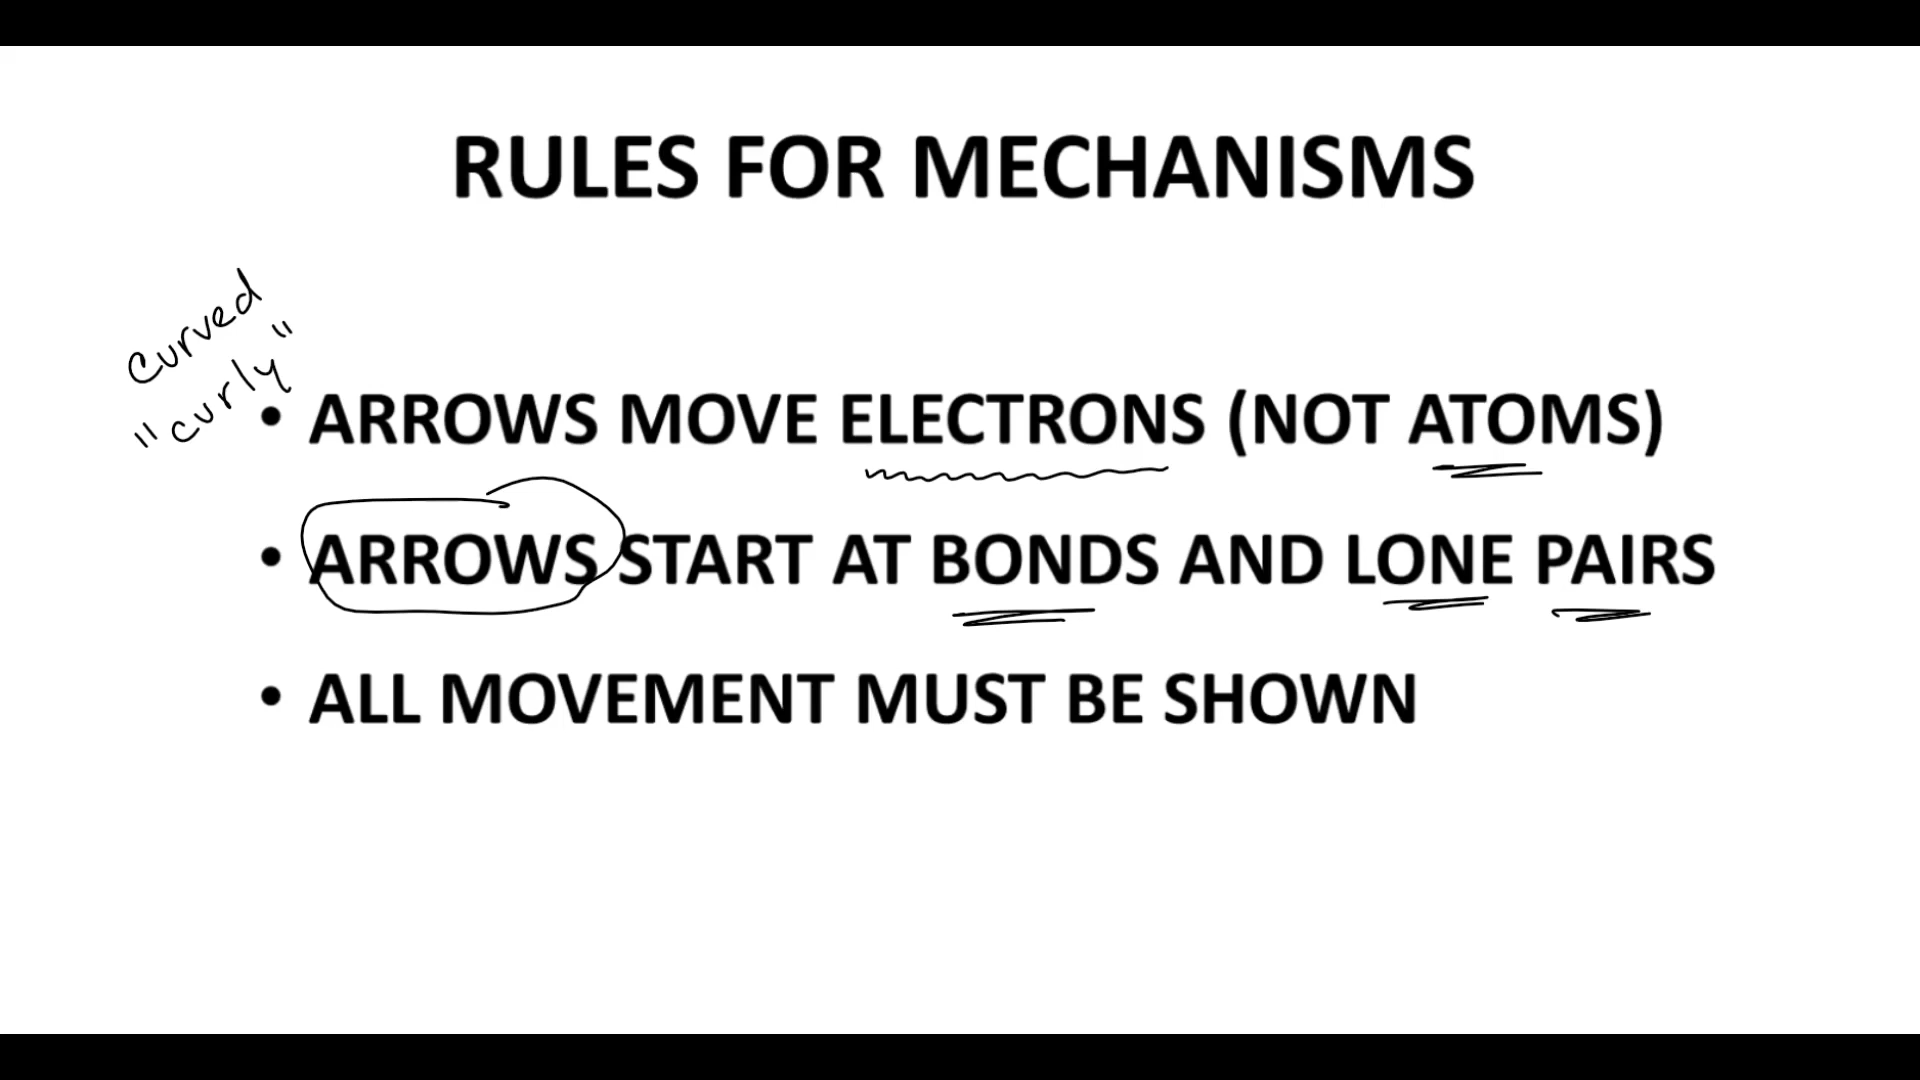 RULES FOR MECHANISMS
Curved
"curly"
• ARROWS MOVE ELECTRONS (NOT ATOMS)
• ARROWS START AT BONDS AND LONE PAIRS
• ALL MOVEMENT MUST BE SHOWN